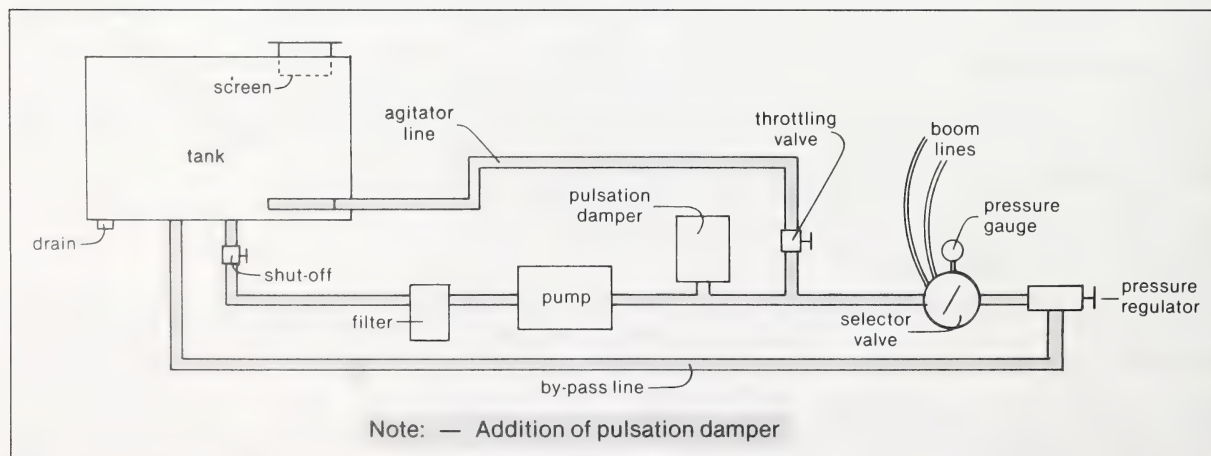 screen
tank
drain
shut-off
agitator
line
filter
pump
pulsation
damper
throttling
valve
boom
lines
pressure
gauge
selector
valve
pressure
regulator
by-pass line
Note: — Addition of pulsation damper